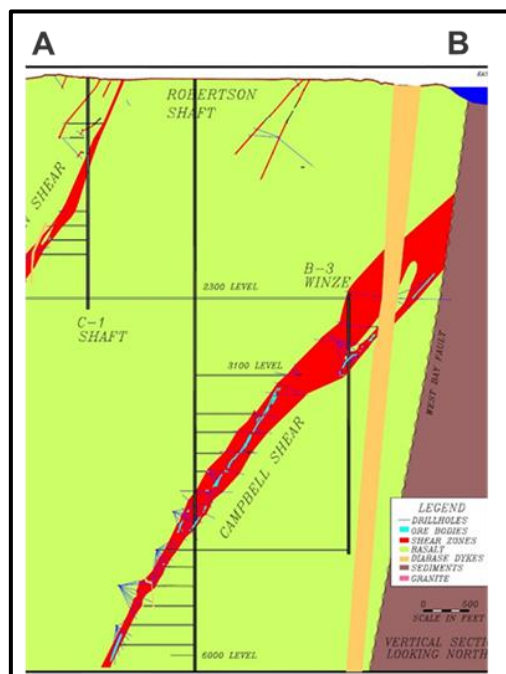 A
B
ROBERTSON
SHAFT
N SHEAR
B-3
WINZE
2300 LEVEL
C-1
SHAFT
3100 LEVEL
WEST BAY FAULT
CAMPBELL SHEAR
LEGEND
DRILLHOLES
ORE BODIES
SHEAR ZONES
BASALT
DIABASE DYKES
SEDIMENTS
GRANITE
0 500
SCALE IN FEET
6000 LEVEL
VERTICAL SECTI
LOOKING NORT